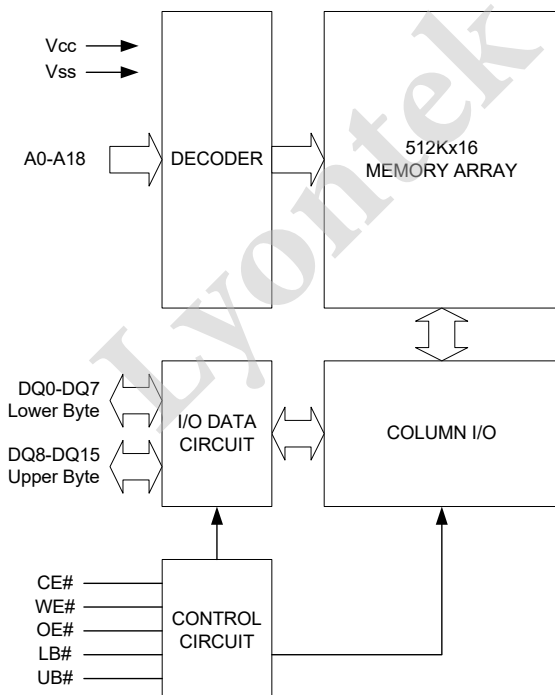 Vcc
Vss
A0-A18
DECODER
512Kx16
MEMORY ARRAY
DQ0-DQ7
Lower Byte
DQ8-DQ15
Upper Byte
I/O DATA
CIRCUIT
COLUMN I/O
CE#
WE#
OE#
LB#
UB#
CONTROL
CIRCUIT
Lyontek